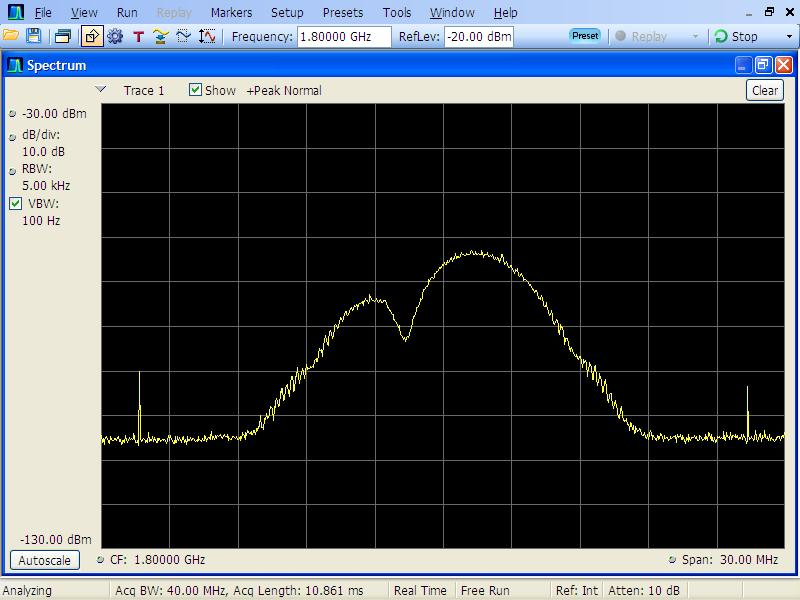 File View Run Replay Markers Setup Presets Tools Window Help
T Frequency: 1.80000 GHz RefLev: -20.00 dBm Preset Replay Stop
Spectrum
Trace 1 Show +Peak Normal Clear
-30.00 dBm
dB/div:
10.0 dB
RBW:
5.00 kHz
VBW:
100 Hz
-130.00 dBm
Autoscale CF: 1.80000 GHz Span: 30.00 MHz
Analyzing Acq BW: 40.00 MHz, Acq Length: 10.861 ms Real Time Free Run Ref: Int Atten: 10 dB